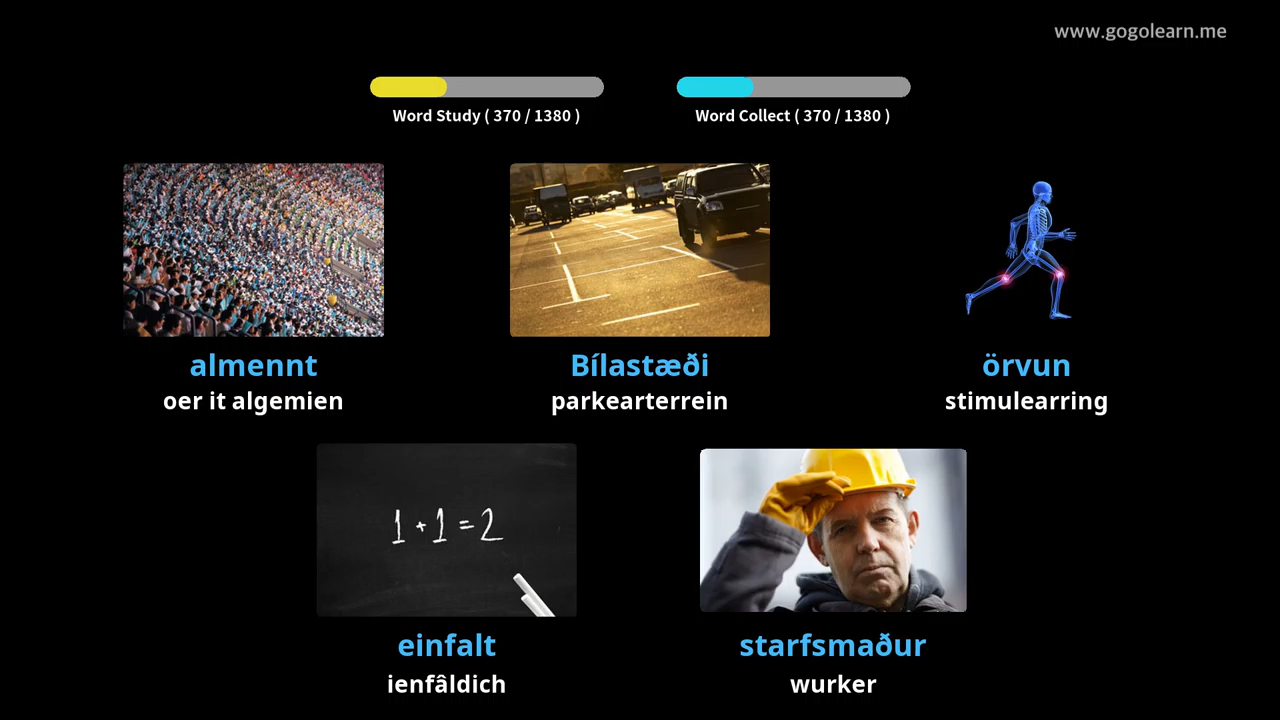 www.gogolearn.me
Word Study ( 370 / 1380 )
Word Collect ( 370 / 1380 )
almennt
oer it algemien
Bílastæði
parkearterrein
örvun
stimulearring
1 + 1 = 2
einfalt
ienfâldich
starfsmaður
wurker